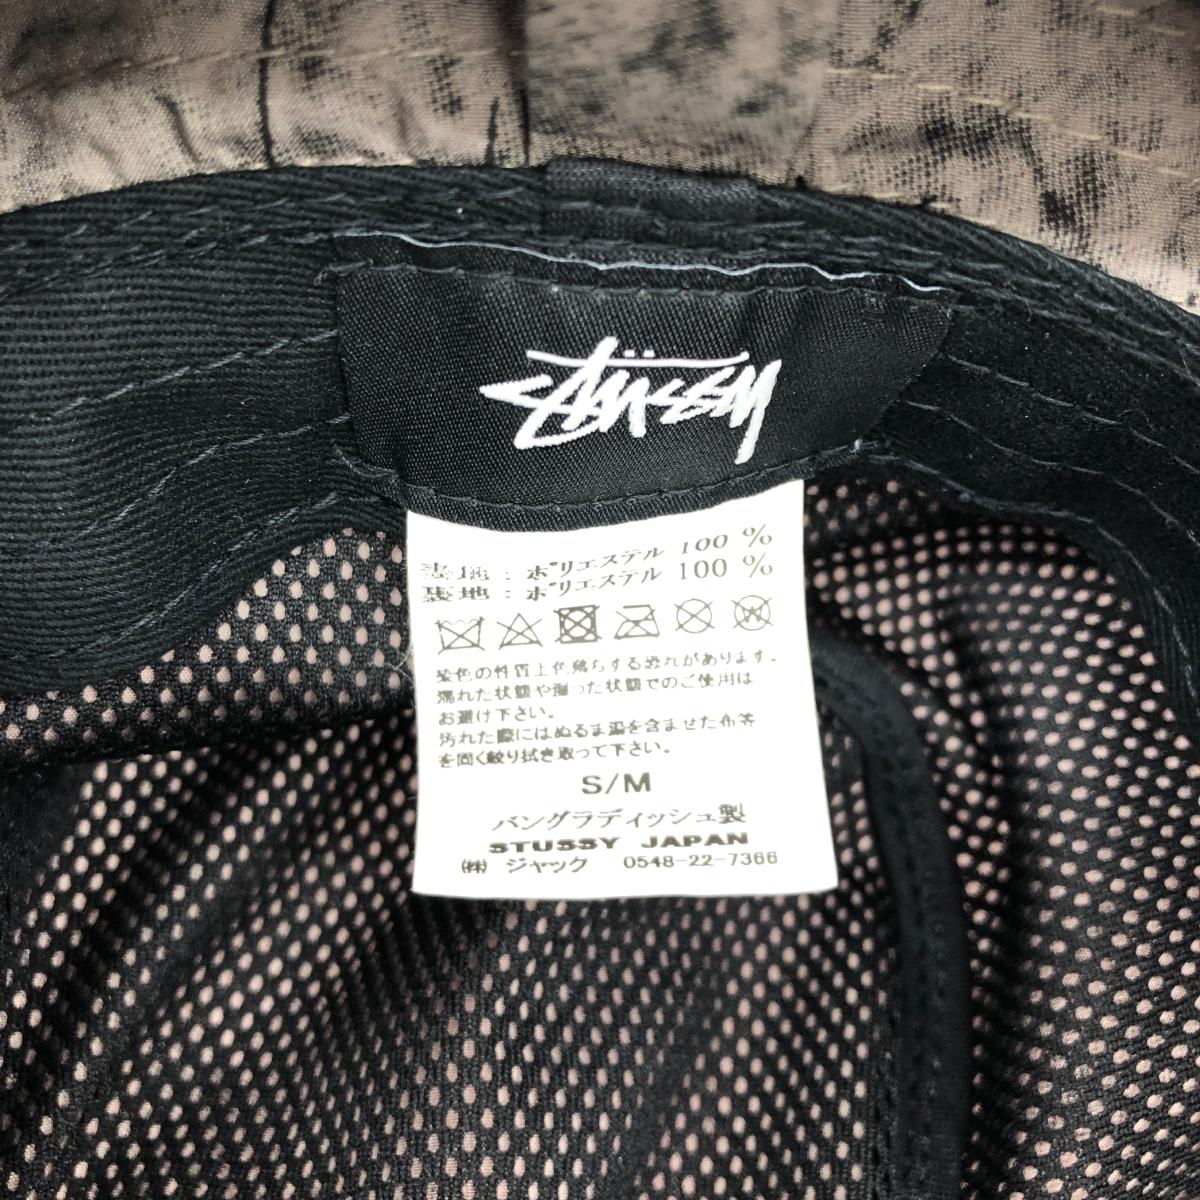 STÜSSY
表地 : ポリエステル 100 %
裏地 : ポリエステル 100 %
染色の性質上色落ちする恐れがあります。
濡れた状態や湿った状態でのご使用は
お避け下さい。
汚れた際にはぬるま湯を含ませた布等
を固く絞り拭き取って下さい。
S/M
バングラディッシュ製
STUSSY JAPAN
㈱ ジャック 0548-22-7366